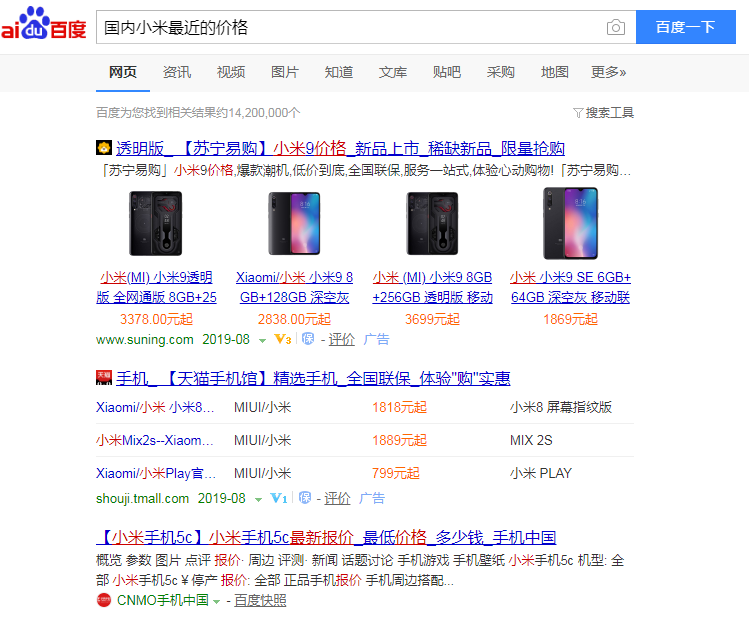 Bai du 百度
国内小米最近的价格
百度一下
网页 资讯 视频 图片 知道 文库 贴吧 采购 地图 更多»
百度为您找到相关结果约14,200,000个
搜索工具
透明版_【苏宁易购】小米9价格_新品上市_稀缺新品_限量抢购
「苏宁易购」小米9价格,爆款潮机,低价到底,全国联保,服务一站式,体验心动购物!「苏宁易购...
小米(MI) 小米9透明
版 全网通版 8GB+25
3378.00元起
Xiaomi/小米 小米9 8
GB+128GB 深空灰
2838.00元起
小米 (MI) 小米9 8GB
+256GB 透明版 移动
3699元起
小米 小米9 SE 6GB+
64GB 深空灰 移动联
1869元起
www.suning.com 2019-08 V3 保 - 评价 广告
天猫
手机_【天猫手机馆】精选手机_全国联保_体验"购"实惠
Xiaomi/小米 小米8... MIUI/小米 1818元起 小米8 屏幕指纹版
小米Mix2s--Xiaom... MIUI/小米 1889元起 MIX 2S
Xiaomi/小米Play官... MIUI/小米 799元起 小米 PLAY
shouji.tmall.com 2019-08 V1 保 - 评价 广告
【小米手机5c】小米手机5c最新报价_最低价格_多少钱_手机中国
概览 参数 图片 点评 报价· 周边 评测· 新闻 话题讨论 手机游戏 手机壁纸 小米手机5c 机型: 全
部 小米手机5c ¥ 停产 报价: 全部 正品手机报价 手机周边搭配...
CNMO手机中国 - 百度快照